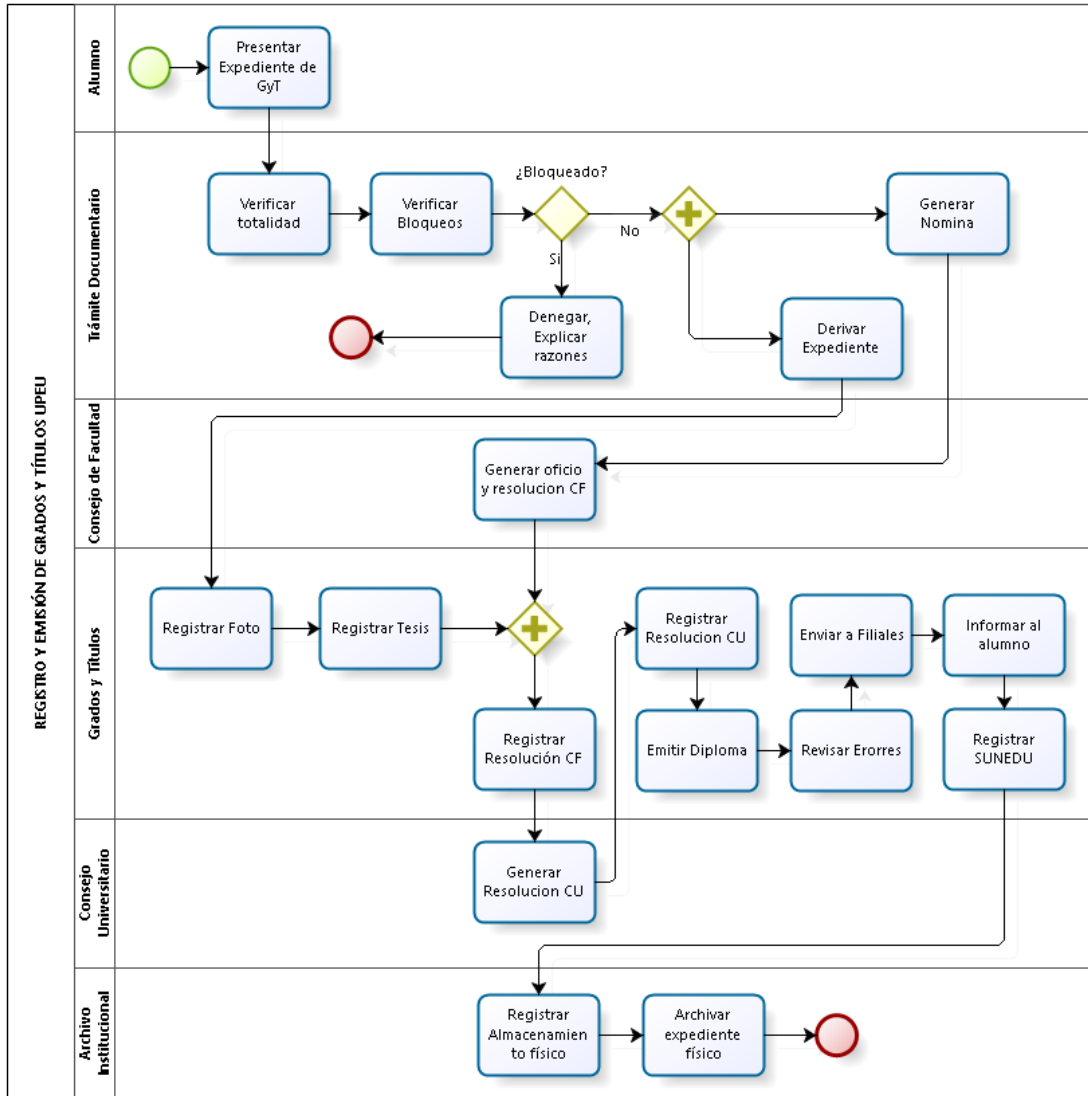 REGISTRO Y EMISIÓN DE GRADOS Y TÍTULOS UPEU
Alumno
Presentar
Expediente de
GyT
Trámite Documentario
Verificar
totalidad
Verificar
Bloqueos
¿Bloqueado?
No
Si
Generar
Nomina
Denegar,
Explicar
razones
Derivar
Expediente
Consejo de Facultad
Generar oficio
y resolucion CF
Grados y Títulos
Registrar Foto
Registrar Tesis
Registrar
Resolucion CU
Enviar a Filiales
Informar al
alumno
Registrar
Resolución CF
Emitir Diploma
Revisar Erorres
Registrar
SUNEDU
Consejo
Universitario
Generar
Resolucion CU
Archivo
Institucional
Registrar
Almacenamien
to físico
Archivar
expediente
físico